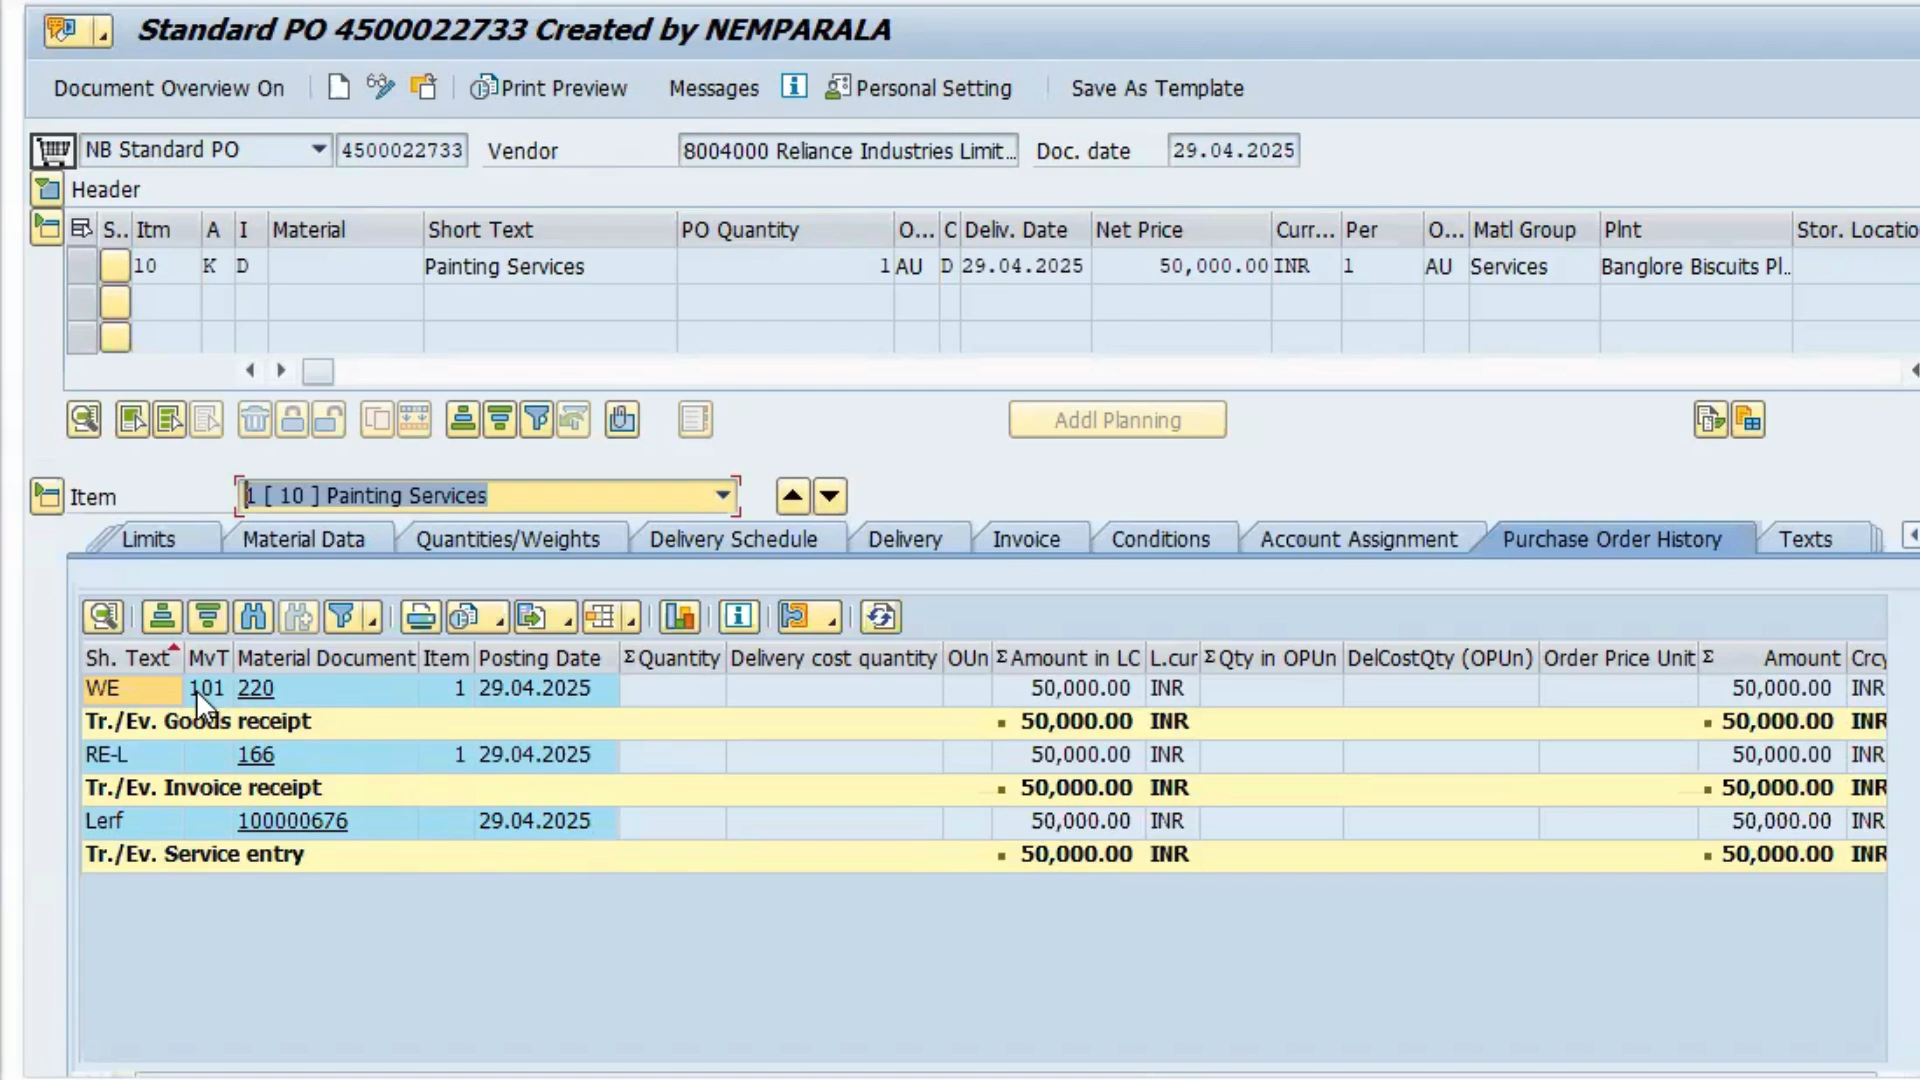 Standard PO 4500022733 Created by NEMPARALA
Document Overview On Print Preview Messages Personal Setting Save As Template
NB Standard PO 4500022733 Vendor 8004000 Reliance Industries Limit... Doc. date 29.04.2025
Header
S.. Itm A I Material Short Text PO Quantity O... C Deliv. Date Net Price Curr... Per O... Matl Group Plnt Stor. Locatio
10 K D Painting Services 1 AU D 29.04.2025 50,000.00 INR 1 AU Services Banglore Biscuits Pl..
Addl Planning
Item 1 [ 10 ] Painting Services
Limits Material Data Quantities/Weights Delivery Schedule Delivery Invoice Conditions Account Assignment Purchase Order History Texts
Sh. Text MvT Material Document Item Posting Date Σ Quantity Delivery cost quantity OUn Σ Amount in LC L.cur Σ Qty in OPUn DelCostQty (OPUn) Order Price Unit Σ Amount Crcy
WE 101 220 1 29.04.2025 50,000.00 INR 50,000.00 INR
Tr./Ev. Goods receipt ▪ 50,000.00 INR ▪ 50,000.00 INR
RE-L 166 1 29.04.2025 50,000.00 INR 50,000.00 INR
Tr./Ev. Invoice receipt ▪ 50,000.00 INR ▪ 50,000.00 INR
Lerf 100000676 29.04.2025 50,000.00 INR 50,000.00 INR
Tr./Ev. Service entry ▪ 50,000.00 INR ▪ 50,000.00 INR